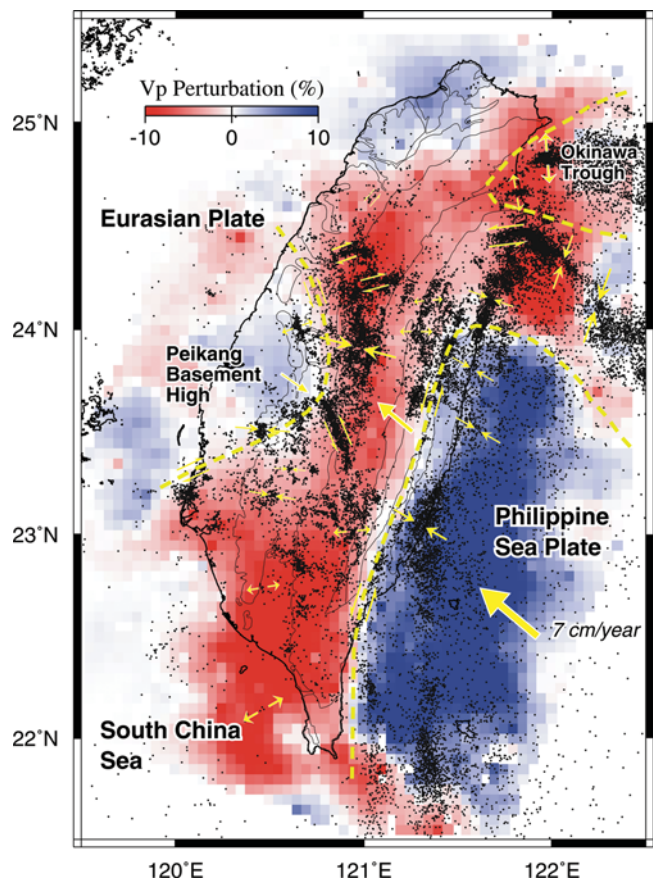 Vp Perturbation (%)
-10
0
10
25˚N
Okinawa
Trough
Eurasian Plate
24˚N
Peikang
Basement
High
23˚N
Philippine
Sea Plate
7 cm/year
22˚N
South China
Sea
120˚E
121˚E
122˚E